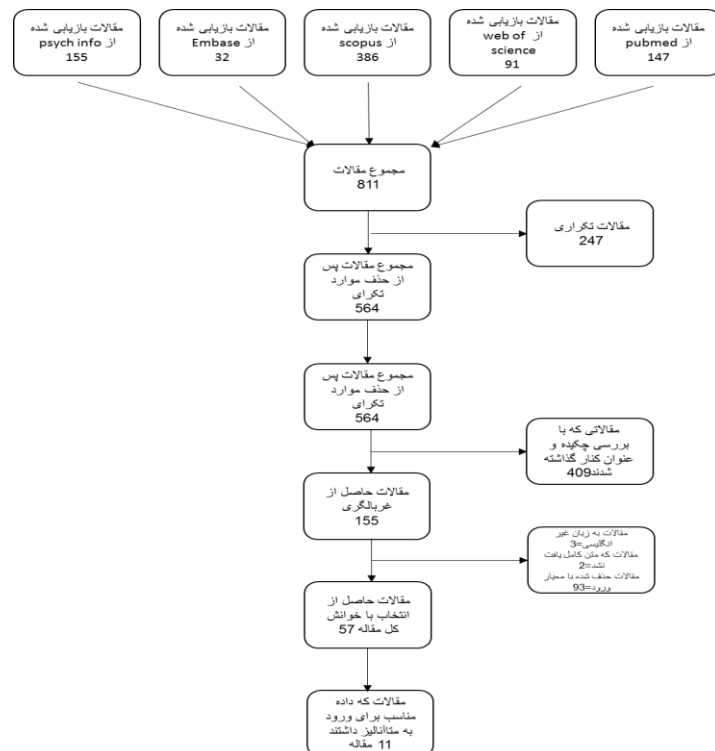 مقالات بازیابی شده
از psych info
155
مقالات بازیابی شده
از Embase
32
مقالات بازیابی شده
از scopus
386
مقالات بازیابی شده
از web of
science
91
مقالات بازیابی شده
از pubmed
147
مجموع مقالات
811
مقالات تکراری
247
مجموع مقالات پس
از حذف موارد
تکرای
564
مجموع مقالات پس
از حذف موارد
تکرای
564
مقالاتی که با
بررسی چکیده و
عنوان کنار گذاشته
شدند409
مقالات حاصل از
غربالگری
155
مقالات به زبان غیر
انگلیسی=3
مقالات که متن کامل یافت
نشد=2
مقالات حذف شده با معیار
ورود=93
مقالات حاصل از
انتخاب با خوانش
کل مقاله 57
مقالات که داده
مناسب برای ورود
به متاآنالیز داشتند
11 مقاله